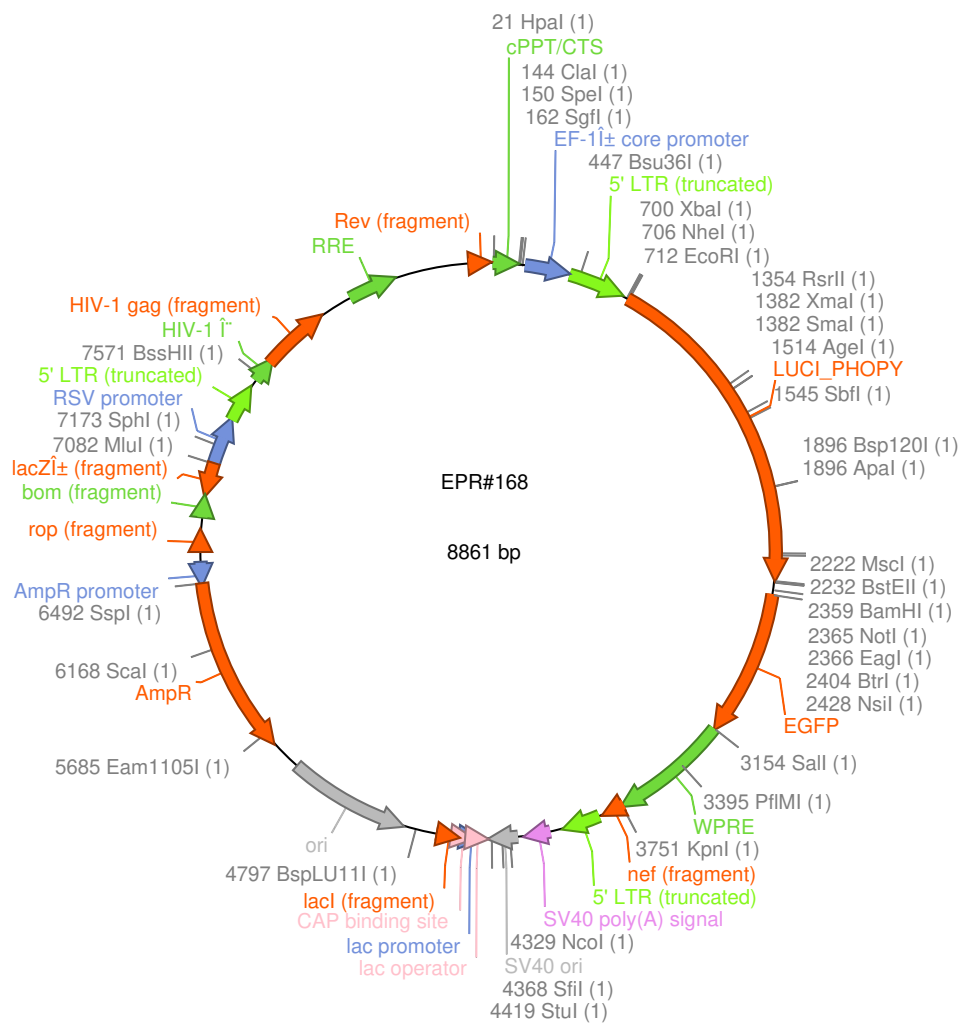 21 HpaI (1)
cPPT/CTS
144 ClaI (1)
150 SpeI (1)
162 SgfI (1)
EF-1Î± core promoter
447 Bsu36I (1)
5' LTR (truncated)
700 XbaI (1)
706 NheI (1)
712 EcoRI (1)
1354 RsrII (1)
1382 XmaI (1)
1382 SmaI (1)
1514 AgeI (1)
LUCI_PHOPY
1545 SbfI (1)
1896 Bsp120I (1)
1896 ApaI (1)
2222 MscI (1)
2232 BstEII (1)
2359 BamHI (1)
2365 NotI (1)
2366 EagI (1)
2404 BtrI (1)
2428 NsiI (1)
EGFP
3154 SalI (1)
3395 PflMI (1)
WPRE
3751 KpnI (1)
nef (fragment)
5' LTR (truncated)
SV40 poly(A) signal
4329 NcoI (1)
SV40 ori
4368 SfiI (1)
4419 StuI (1)
lac operator
lac promoter
CAP binding site
lacI (fragment)
4797 BspLU11I (1)
ori
5685 Eam1105I (1)
AmpR
6168 ScaI (1)
6492 SspI (1)
AmpR promoter
rop (fragment)
bom (fragment)
lacZÎ± (fragment)
7082 MluI (1)
7173 SphI (1)
RSV promoter
5' LTR (truncated)
7571 BssHII (1)
HIV-1 Î¨
HIV-1 gag (fragment)
RRE
Rev (fragment)
EPR#168
8861 bp